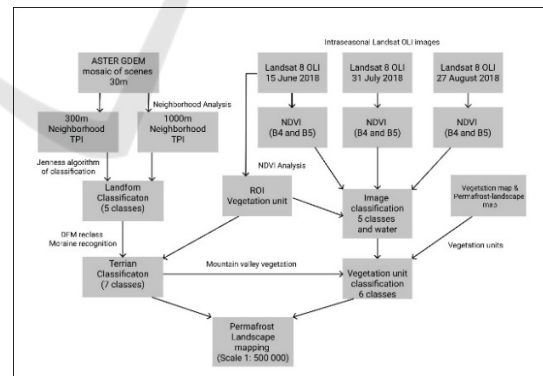 Intraseasonal Landsat OLI images
ASTER GDEM
mosaic of scenes
30m
Landsat 8 OLI
15 June 2018
Landsat 8 OLI
31 July 2018
Landsat 8 OLI
27 August 2018
Neighborhood Analysis
300m
Neighborhood
TPI
1000m
Neighborhood
TPI
NDVI
(B4 and B5)
NDVI
(B4 and B5)
NDVI
(B4 and B5)
Jenness algorithm
of classification
NDVI Analysis
Landfom
Classificaton
(5 classes)
ROI
Vegetation unit
Image
classification
5 classes
and water
Vegetation map &
Permafrost-landscape
map
DEM reclass
Moraine recognition
Vegetation units
Terrian
Classificaton
(7 classes)
Mountain valley vegetation
Vegetation unit
classification
6 classes
Permafrost
Landscape
mapping
(Scale 1: 500 000)